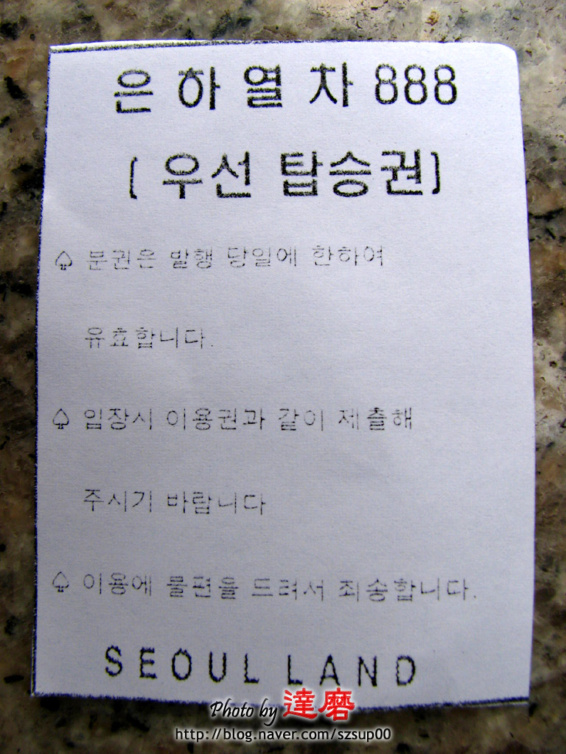 은하열차 888
[우선 탑승권]
♤ 본권은 발행 당일에 한하여
유효합니다.
♤ 입장시 이용권과 같이 제출해
주시기 바랍니다
♤ 이용에 불편을 드려서 죄송합니다.
SEOUL LAND
Photo by 達磨
http://blog.naver.com/szsup00